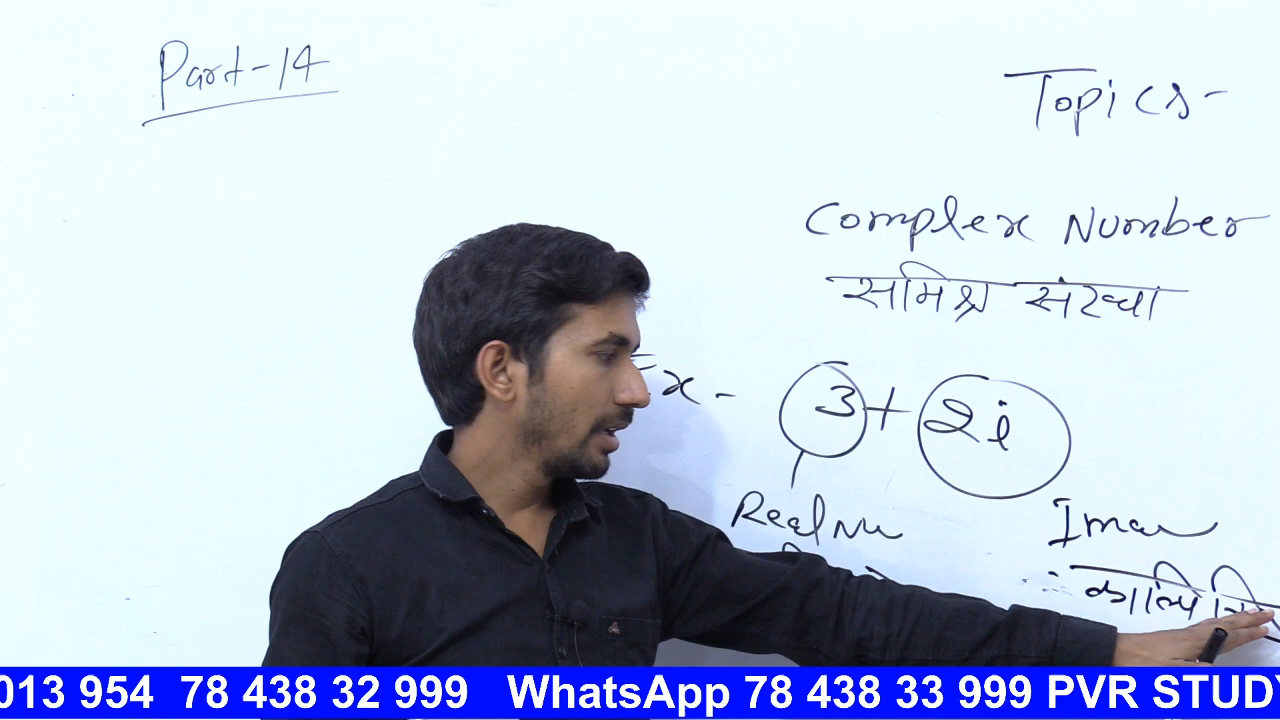 Part-14
Topics-
Complex Number
समिश्र संख्या
Ex- 3+2i
Real Nu
Ima
013 954 78 438 32 999 WhatsApp 78 438 33 999 PVR STUDY